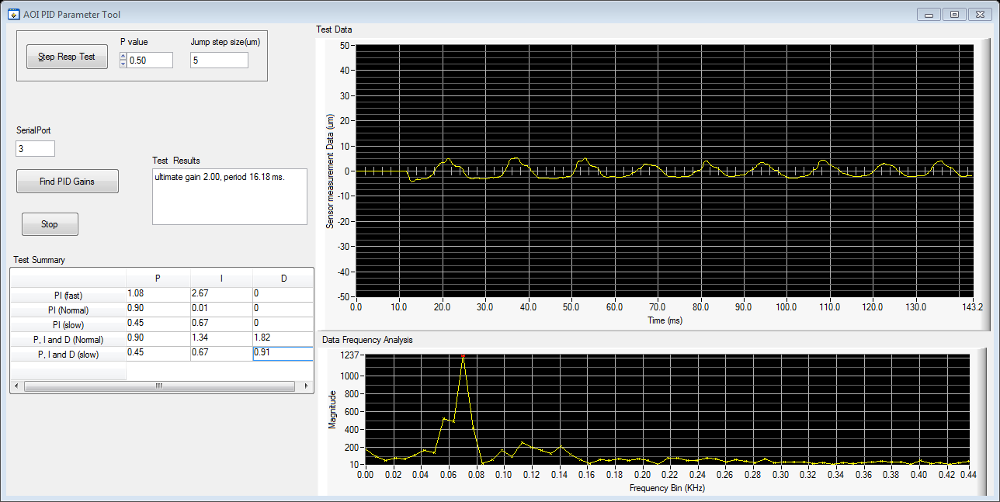 AOI PID Parameter Tool
Step Resp Test
P value
0.50
Jump step size(um)
5
SerialPort
3
Find PID Gains
Stop
Test Results
ultimate gain 2.00, period 16.18 ms.
Test Summary
P I D
PI (fast) 1.08 2.67 0
PI (Normal) 0.90 0.01 0
PI (slow) 0.45 0.67 0
P, I and D (Normal) 0.90 1.34 1.82
P, I and D (slow) 0.45 0.67 0.91
Test Data
Sensor measurement Data (um)
50
40
30
20
10
0
-10
-20
-30
-40
-50
0.0 10.0 20.0 30.0 40.0 50.0 60.0 70.0 80.0 90.0 100.0 110.0 120.0 130.0 143.2
Time (ms)
Data Frequency Analysis
Magnitude
1237
1000
800
600
400
200
10
0.00 0.02 0.04 0.06 0.08 0.10 0.12 0.14 0.16 0.18 0.20 0.22 0.24 0.26 0.28 0.30 0.32 0.34 0.36 0.38 0.40 0.42 0.44
Frequency Bin (KHz)